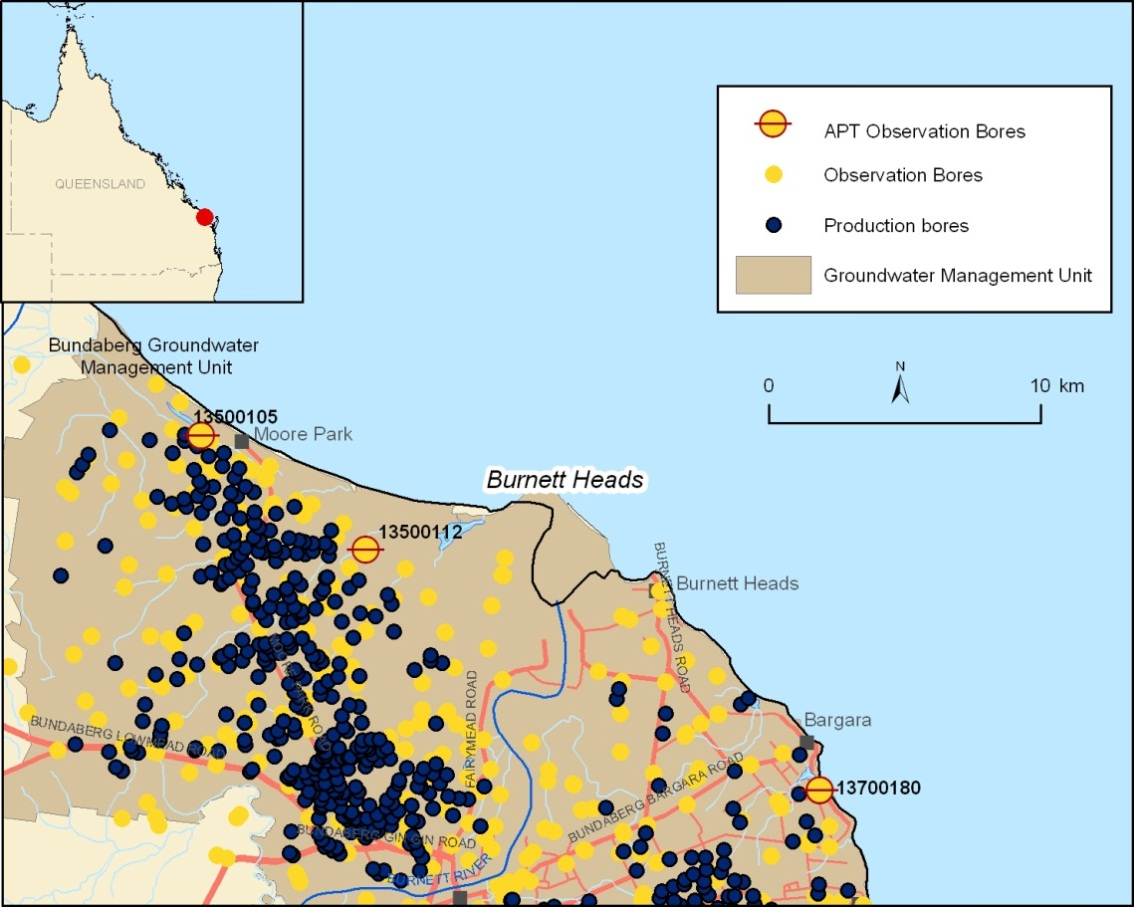 QUEENSLAND
APT Observation Bores
Observation Bores
Production bores
Groundwater Management Unit
N
0
10 km
Bundaberg Groundwater
Management Unit
13500105
Moore Park
Burnett Heads
13500112
BURNETT HEADS ROAD
Burnett Heads
FAIRYMEAD ROAD
Bargara
BUNDABERG LOWMEAD ROAD
BUNDABERG BARGARA ROAD
13700180
BUNDABERG GIN GIN ROAD
BURNETT RIVER